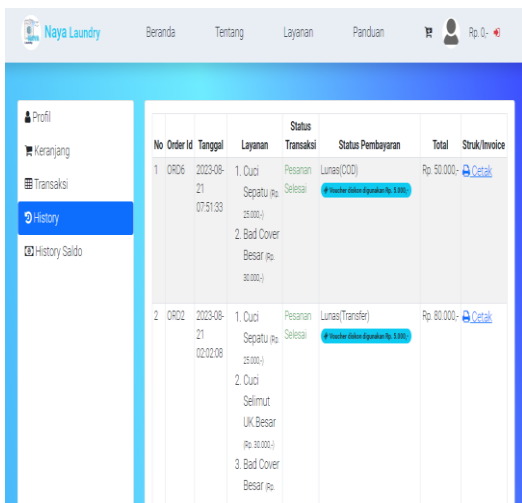 Naya Laundry Beranda Tentang Layanan Panduan Rp. 0,-
Profil
Keranjang
Transaksi
History
History Saldo
No Order Id Tanggal Layanan Status Transaksi Status Pembayaran Total Struk/Invoice
1 ORD6 2023-08- 1. Cuci Pesanan Lunas(COD) Rp. 50.000,- Cetak
21 Sepatu (Rp. Selesai Voucher diskon digunakan Rp. 5.000,-
07:51:33 25.000,-)
2. Bad Cover
Besar (Rp.
30.000,-)
2 ORD2 2023-08- 1. Cuci Pesanan Lunas(Transfer) Rp. 80.000,- Cetak
21 Sepatu (Rp. Selesai Voucher diskon digunakan Rp. 5.000,-
02:02:08 25.000,-)
2. Cuci
Selimut
UK.Besar
(Rp. 30.000,-)
3. Bad Cover
Besar (Rp.